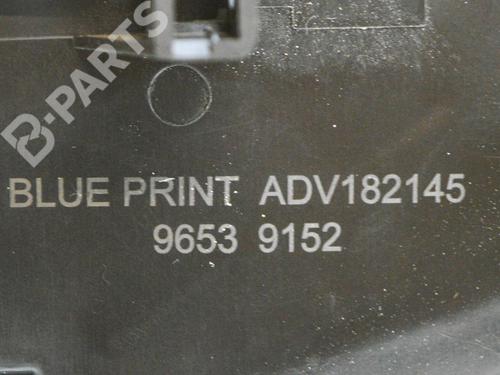 B-PARTS
BLUE PRINT ADV182145
9653 9152